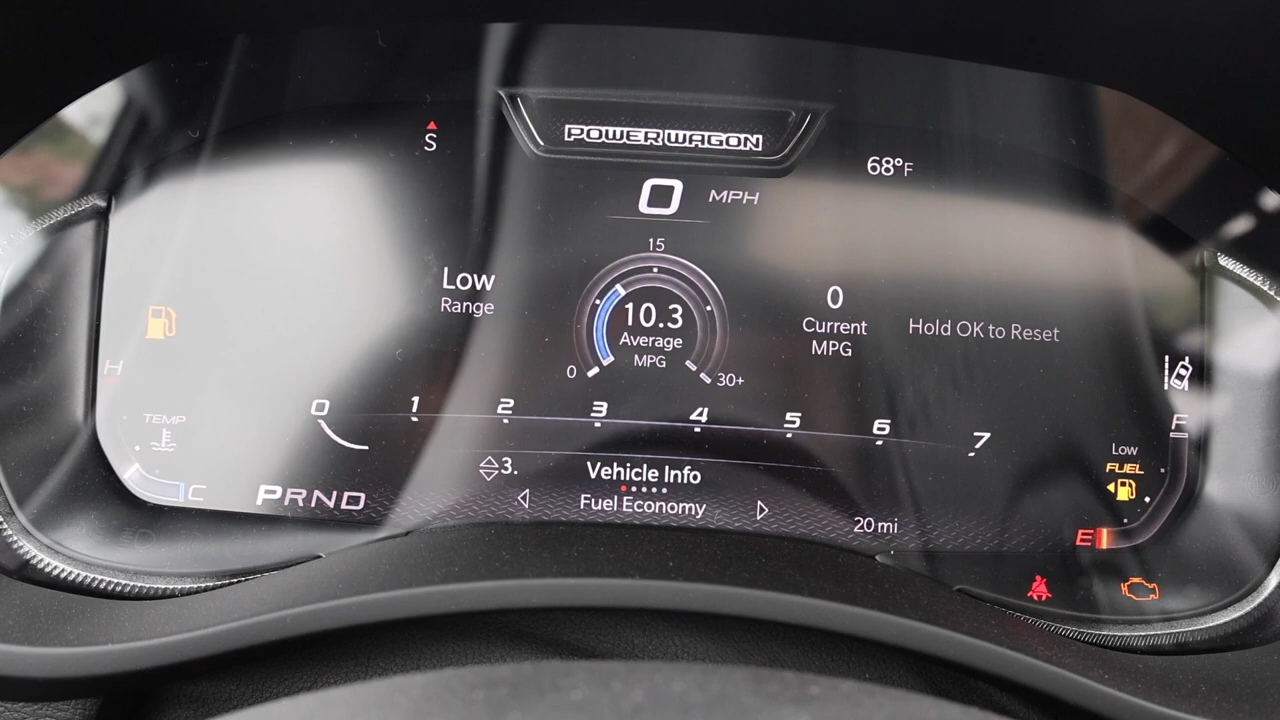 POWER WAGON
S
68°F
0 MPH
15
Low
Range
10.3
Average
MPG
0
30+
0
Current
MPG
Hold OK to Reset
H
TEMP
C
0 1 2 3 4 5 6 7
F
Low
FUEL
E
3.
Vehicle Info
Fuel Economy
PRND
20 mi